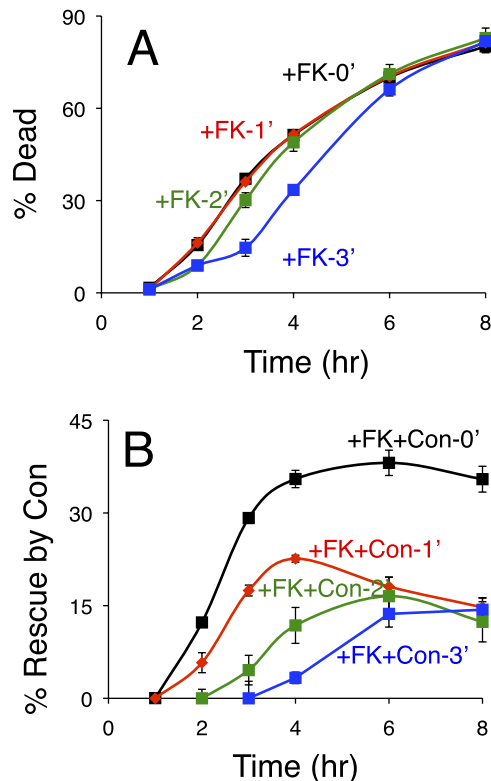 A
+FK-0’
+FK-1’
+FK-2’
+FK-3’
% Dead
90
60
30
0
0 2 4 6 8
Time (hr)
B
+FK+Con-0’
+FK+Con-1’
+FK+Con-2’
+FK+Con-3’
% Rescue by Con
45
30
15
0
0 2 4 6 8
Time (hr)